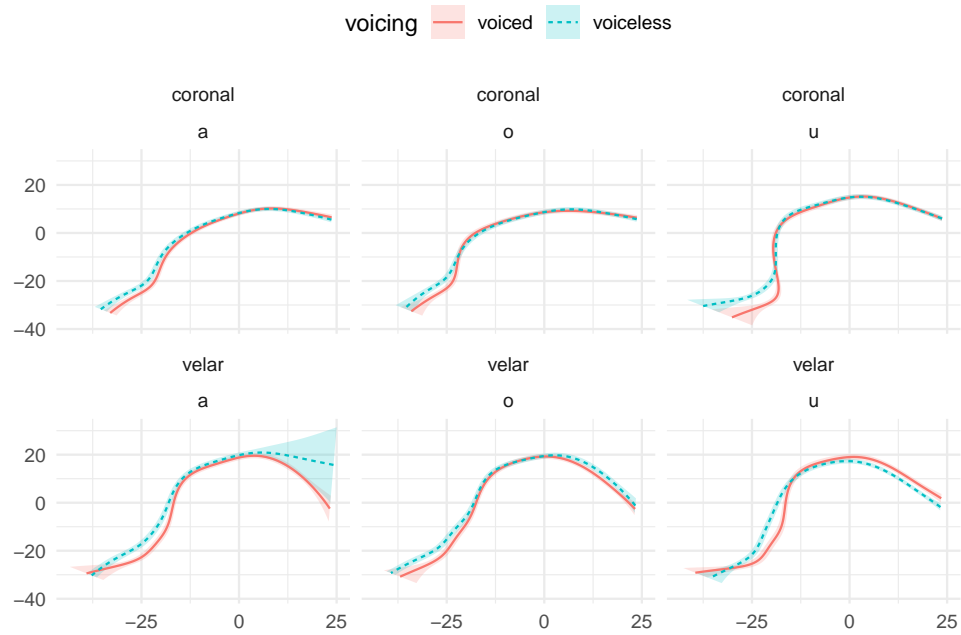 voicing voiced voiceless
coronal coronal coronal
a o u
20
0
−20
−40
velar velar velar
a o u
20
0
−20
−40
−25 0 25 −25 0 25 −25 0 25